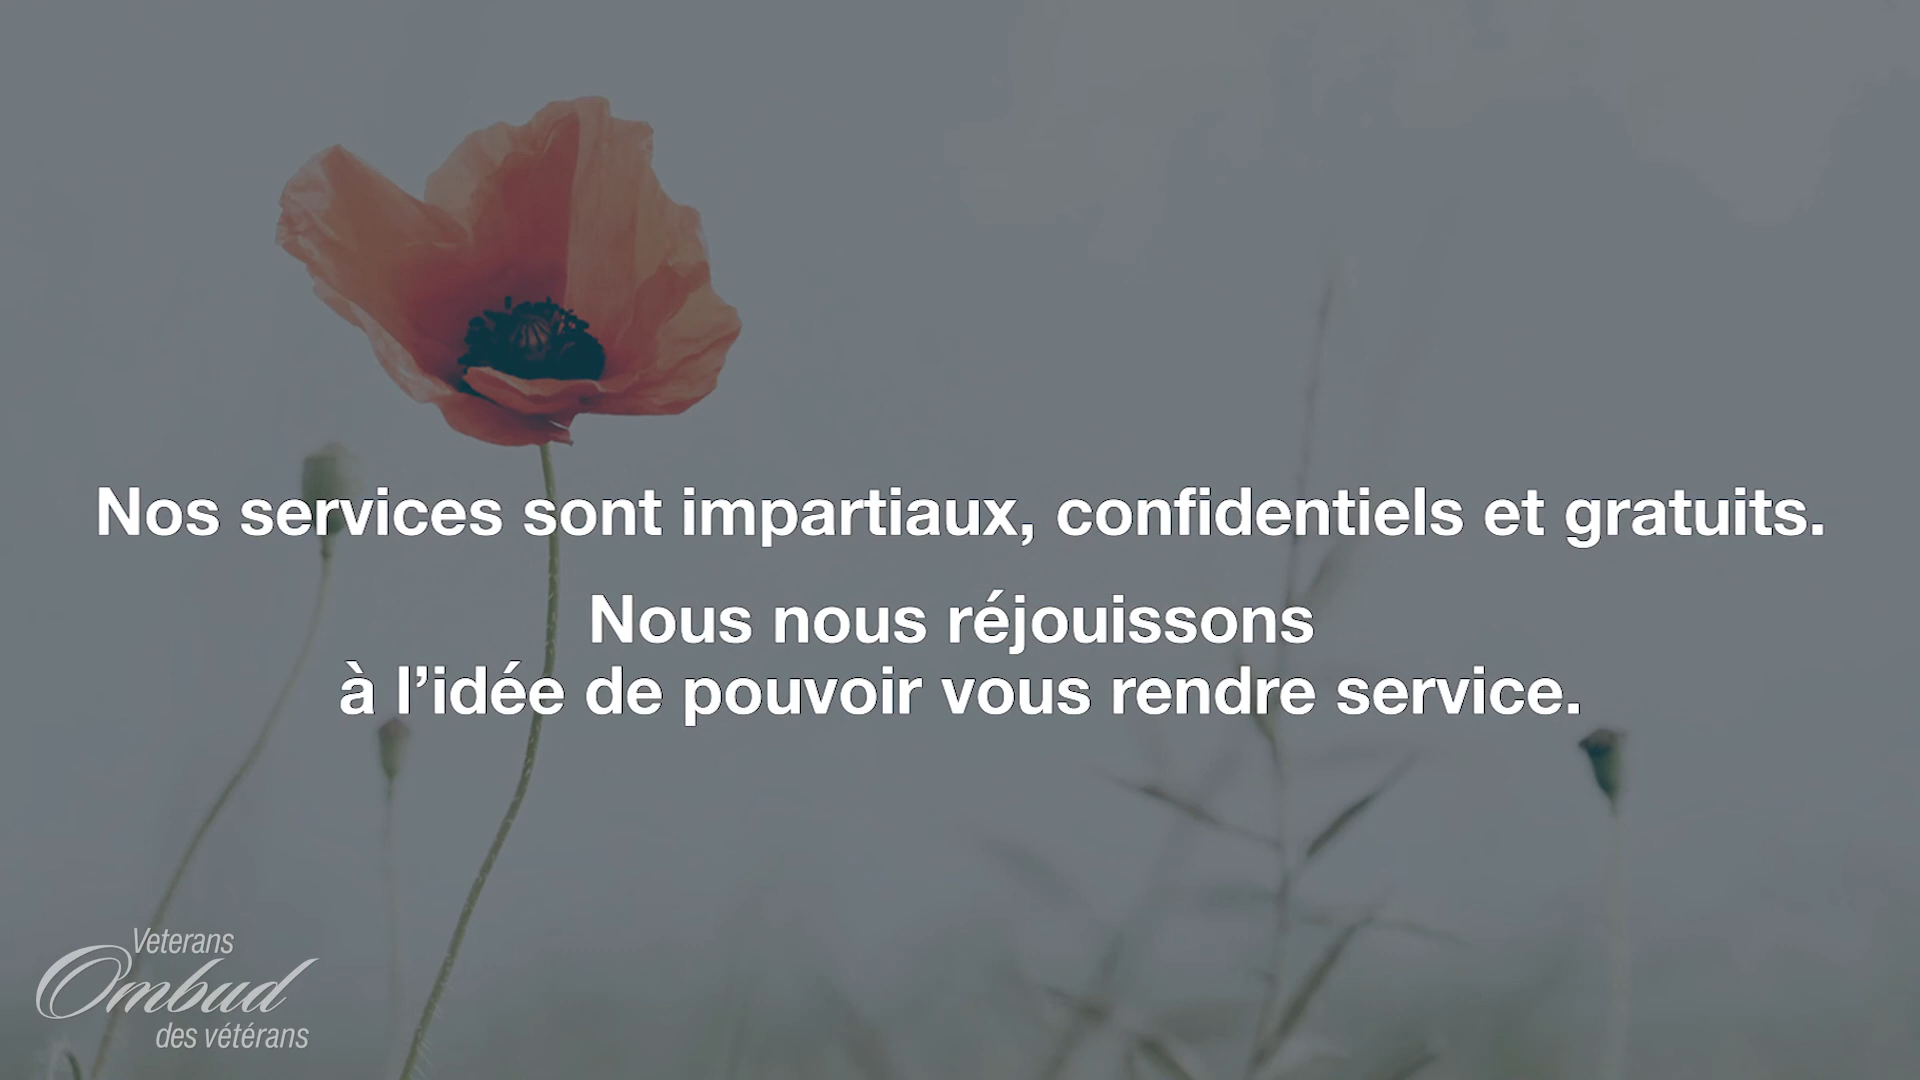 Nos services sont impartiaux, confidentiels et gratuits.
Nous nous réjouissons
à l’idée de pouvoir vous rendre service.
Veterans
Ombud
des vétérans